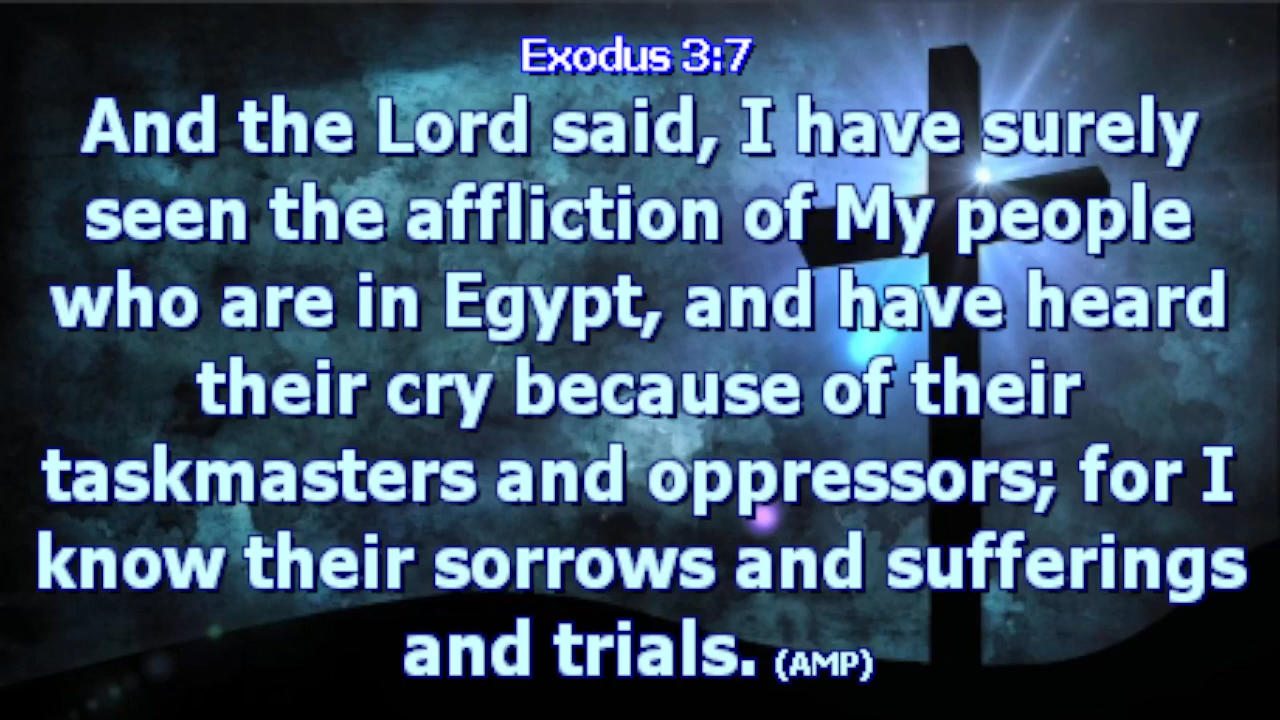 Exodus 3:7
And the Lord said, I have surely
seen the affliction of My people
who are in Egypt, and have heard
their cry because of their
taskmasters and oppressors; for I
know their sorrows and sufferings
and trials. (AMP)